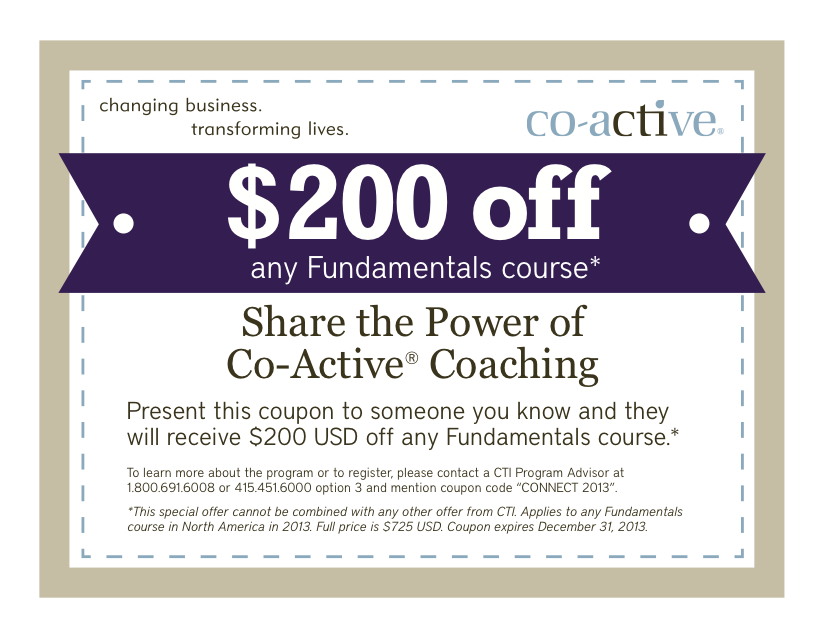 changing business.
transforming lives.
co-active®
$200 off
any Fundamentals course*
Share the Power of
Co-Active® Coaching
Present this coupon to someone you know and they
will receive $200 USD off any Fundamentals course.*
To learn more about the program or to register, please contact a CTI Program Advisor at
1.800.691.6008 or 415.451.6000 option 3 and mention coupon code “CONNECT 2013”.
*This special offer cannot be combined with any other offer from CTI. Applies to any Fundamentals
course in North America in 2013. Full price is $725 USD. Coupon expires December 31, 2013.